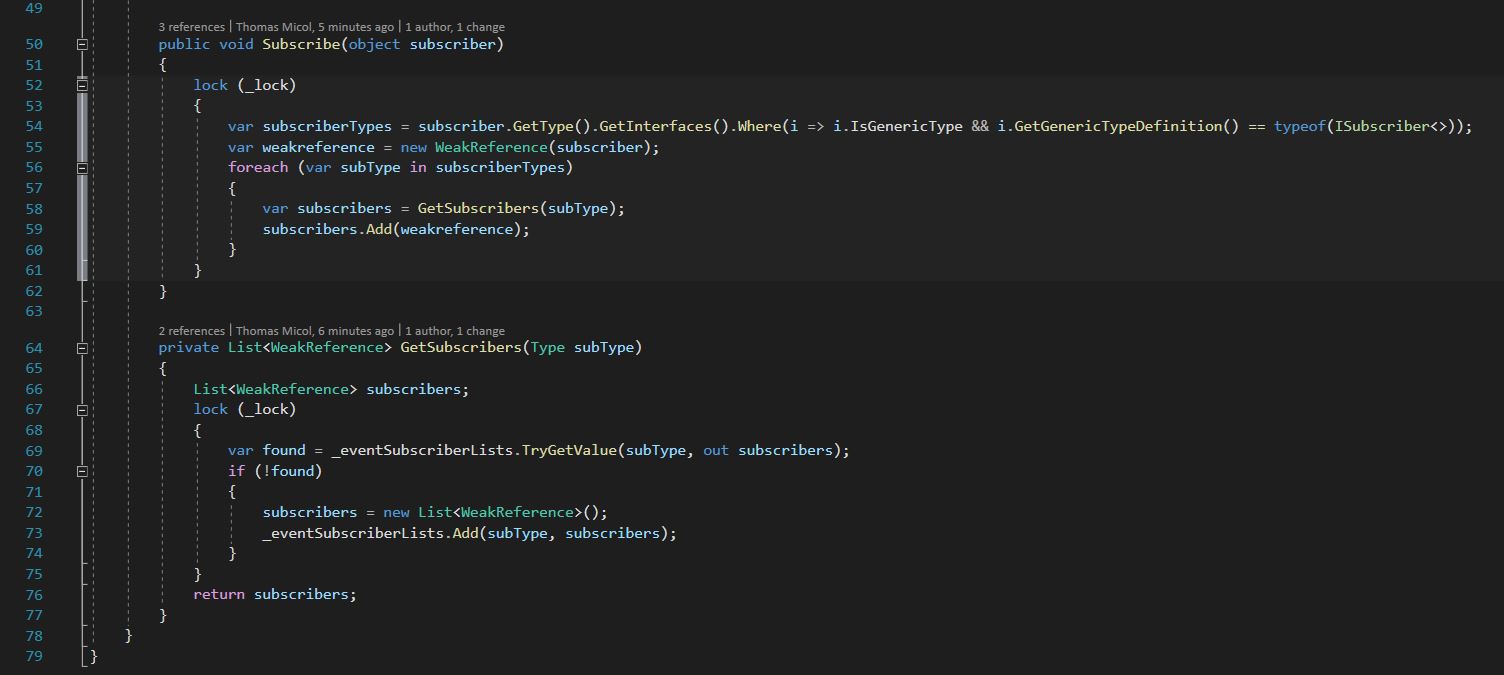 49
3 references | Thomas Micol, 5 minutes ago | 1 author, 1 change
50 public void Subscribe(object subscriber)
51 {
52 lock (_lock)
53 {
54 var subscriberTypes = subscriber.GetType().GetInterfaces().Where(i => i.IsGenericType && i.GetGenericTypeDefinition() == typeof(ISubscriber<>));
55 var weakreference = new WeakReference(subscriber);
56 foreach (var subType in subscriberTypes)
57 {
58 var subscribers = GetSubscribers(subType);
59 subscribers.Add(weakreference);
60 }
61 }
62 }
63
2 references | Thomas Micol, 6 minutes ago | 1 author, 1 change
64 private List<WeakReference> GetSubscribers(Type subType)
65 {
66 List<WeakReference> subscribers;
67 lock (_lock)
68 {
69 var found = _eventSubscriberLists.TryGetValue(subType, out subscribers);
70 if (!found)
71 {
72 subscribers = new List<WeakReference>();
73 _eventSubscriberLists.Add(subType, subscribers);
74 }
75 }
76 return subscribers;
77 }
78 }
79 }